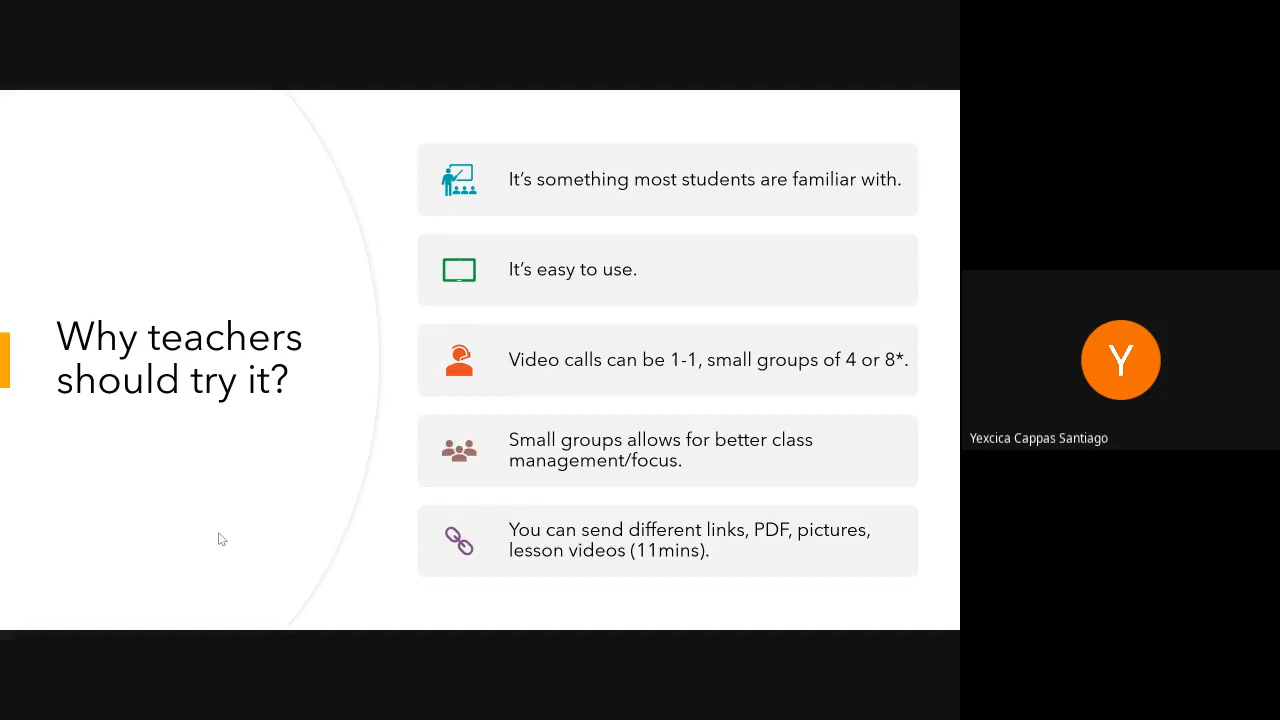 Why teachers
should try it?
It’s something most students are familiar with.
It’s easy to use.
Video calls can be 1-1, small groups of 4 or 8*.
Small groups allows for better class
management/focus.
You can send different links, PDF, pictures,
lesson videos (11mins).
Y
Yexcica Cappas Santiago